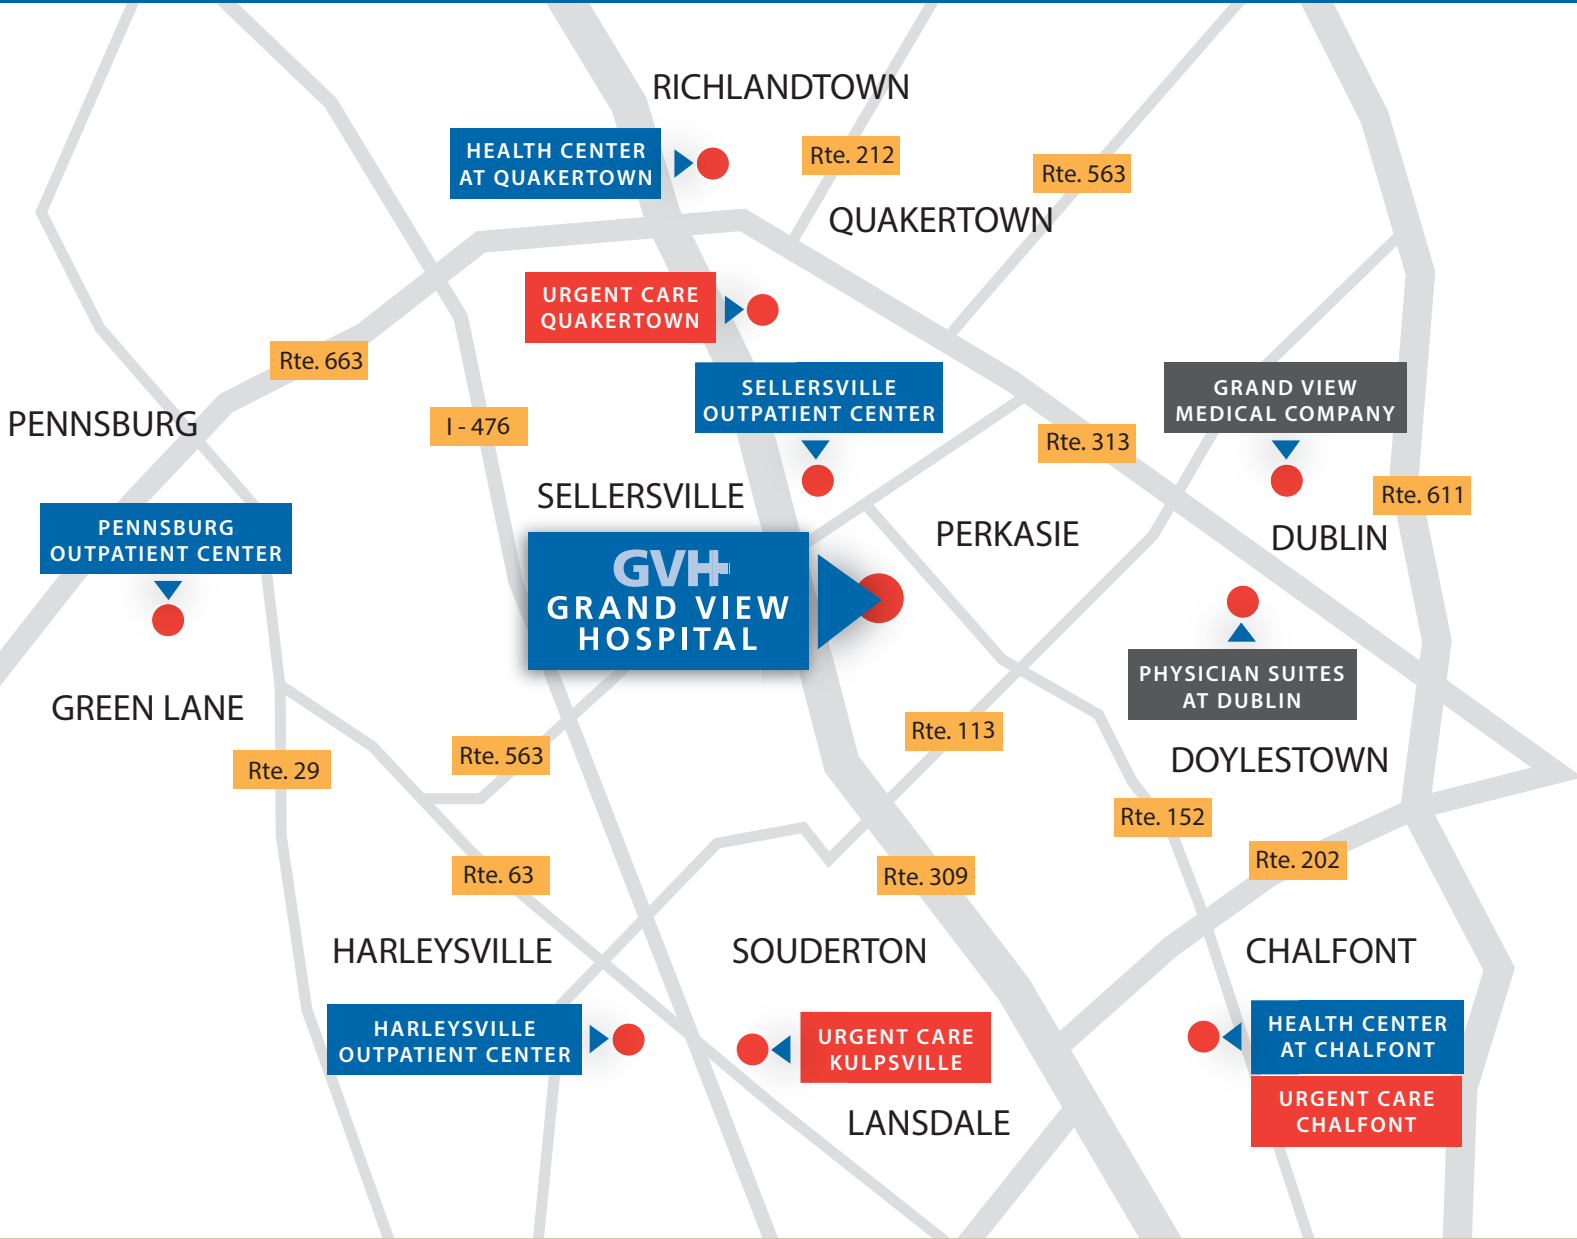 RICHLANDTOWN
HEALTH CENTER
AT QUAKERTOWN
Rte. 212
Rte. 563
QUAKERTOWN
URGENT CARE
QUAKERTOWN
Rte. 663
SELLERSVILLE
OUTPATIENT CENTER
GRAND VIEW
MEDICAL COMPANY
PENNSBURG
I - 476
Rte. 313
SELLERSVILLE
Rte. 611
PENNSBURG
OUTPATIENT CENTER
PERKASIE
DUBLIN
GVH
GRAND VIEW
HOSPITAL
PHYSICIAN SUITES
AT DUBLIN
GREEN LANE
Rte. 113
Rte. 563
DOYLESTOWN
Rte. 29
Rte. 152
Rte. 202
Rte. 63
Rte. 309
HARLEYSVILLE
SOUDERTON
CHALFONT
HARLEYSVILLE
OUTPATIENT CENTER
URGENT CARE
KULPSVILLE
HEALTH CENTER
AT CHALFONT
URGENT CARE
CHALFONT
LANSDALE